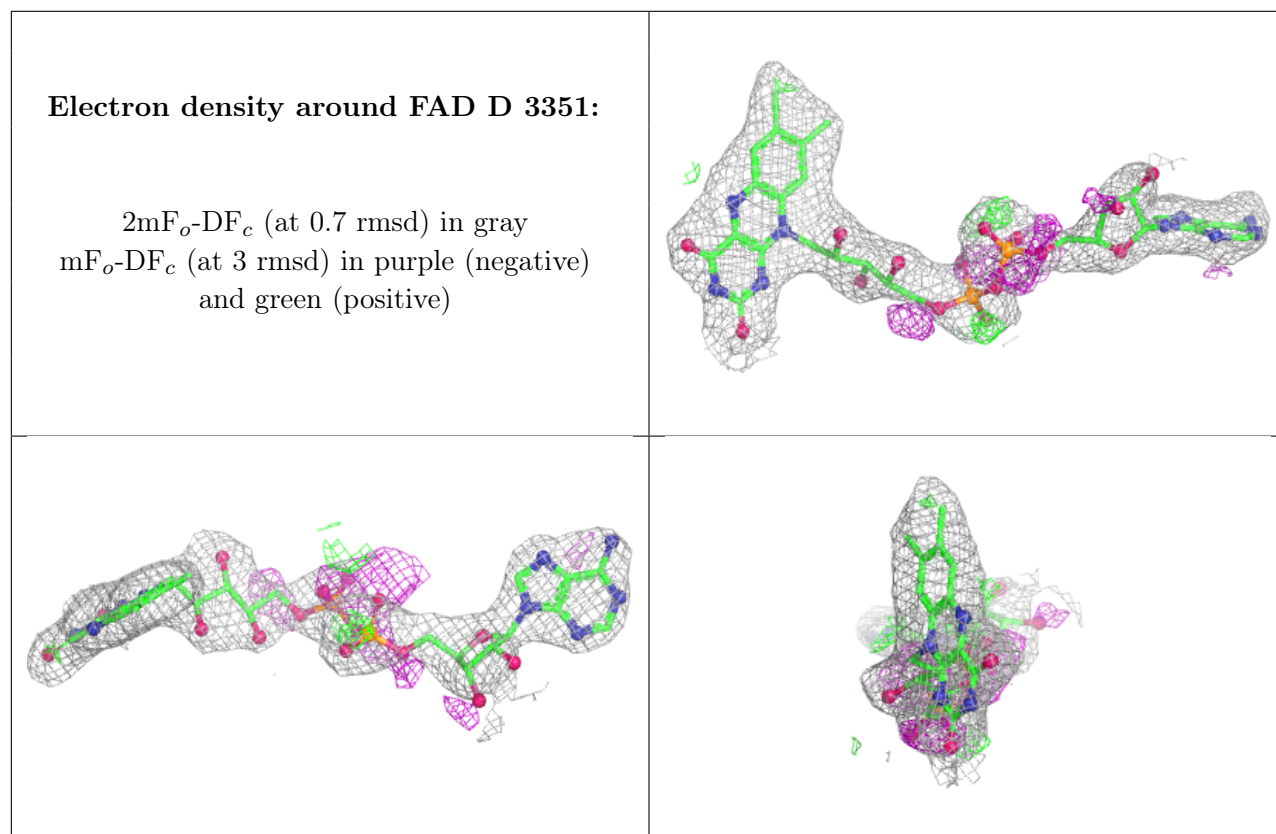 Electron density around FAD D 3351:
2mFo-DFc (at 0.7 rmsd) in gray
mFo-DFc (at 3 rmsd) in purple (negative)
and green (positive)